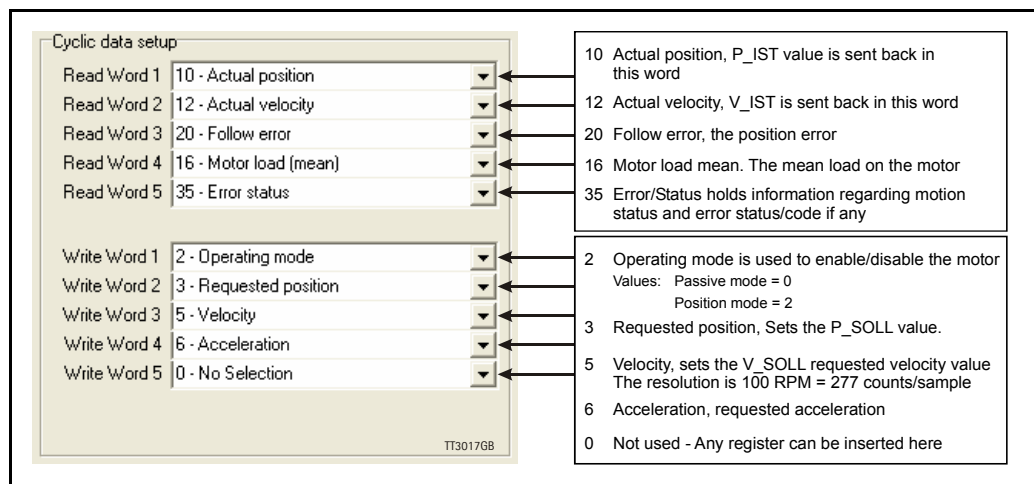 Cyclic data setup
Read Word 1 10 - Actual position
Read Word 2 12 - Actual velocity
Read Word 3 20 - Follow error
Read Word 4 16 - Motor load (mean)
Read Word 5 35 - Error status
Write Word 1 2 - Operating mode
Write Word 2 3 - Requested position
Write Word 3 5 - Velocity
Write Word 4 6 - Acceleration
Write Word 5 0 - No Selection
TT3017GB
10 Actual position, P_IST value is sent back in
this word
12 Actual velocity, V_IST is sent back in this word
20 Follow error, the position error
16 Motor load mean. The mean load on the motor
35 Error/Status holds information regarding motion
status and error status/code if any
2 Operating mode is used to enable/disable the motor
Values: Passive mode = 0
Position mode = 2
3 Requested position, Sets the P_SOLL value.
5 Velocity, sets the V_SOLL requested velocity value
The resolution is 100 RPM = 277 counts/sample
6 Acceleration, requested acceleration
0 Not used - Any register can be inserted here